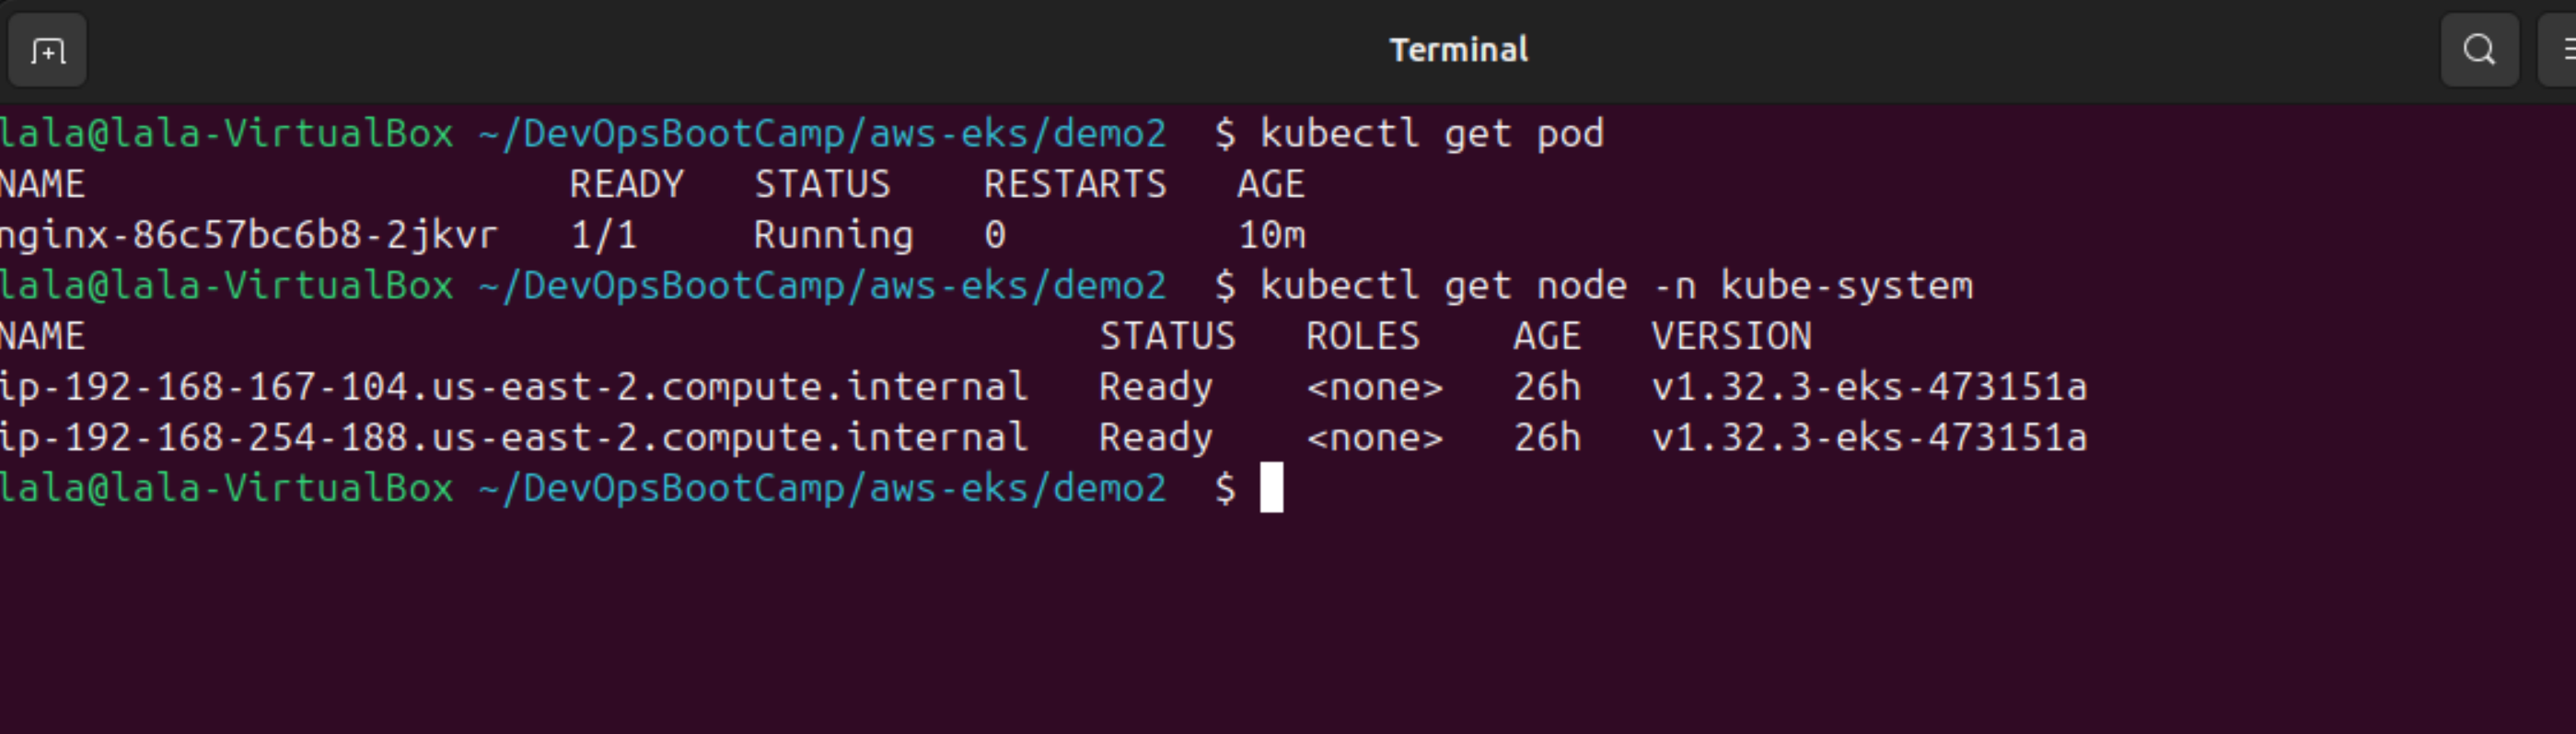 Terminal
lala@lala-VirtualBox ~/DevOpsBootCamp/aws-eks/demo2  $ kubectl get pod
NAME                     READY   STATUS    RESTARTS   AGE
nginx-86c57bc6b8-2jkvr   1/1     Running   0          10m
lala@lala-VirtualBox ~/DevOpsBootCamp/aws-eks/demo2  $ kubectl get node -n kube-system
NAME                                            STATUS   ROLES    AGE   VERSION
ip-192-168-167-104.us-east-2.compute.internal   Ready    <none>   26h   v1.32.3-eks-473151a
ip-192-168-254-188.us-east-2.compute.internal   Ready    <none>   26h   v1.32.3-eks-473151a
lala@lala-VirtualBox ~/DevOpsBootCamp/aws-eks/demo2  $